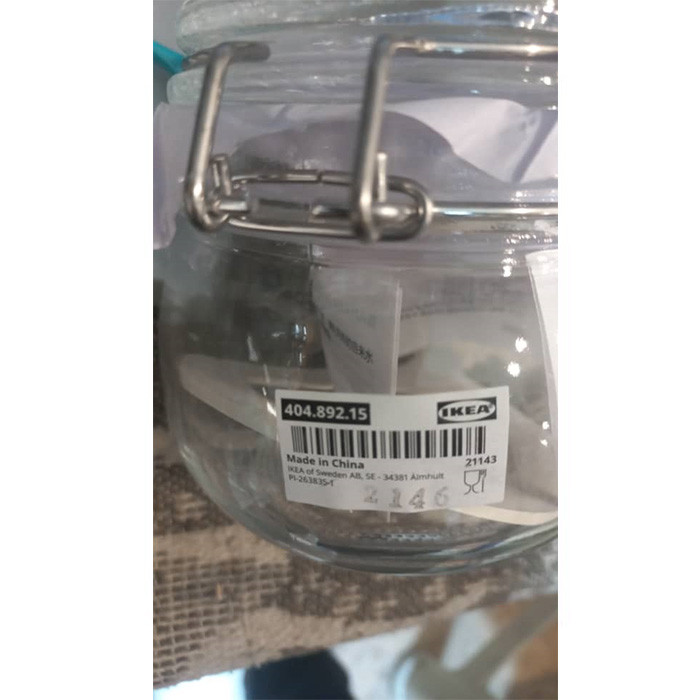 404.892.15 IKEA
Made in China 21143
IKEA of Sweden AB, SE - 34381 Älmhult
PI-263835-1
2146